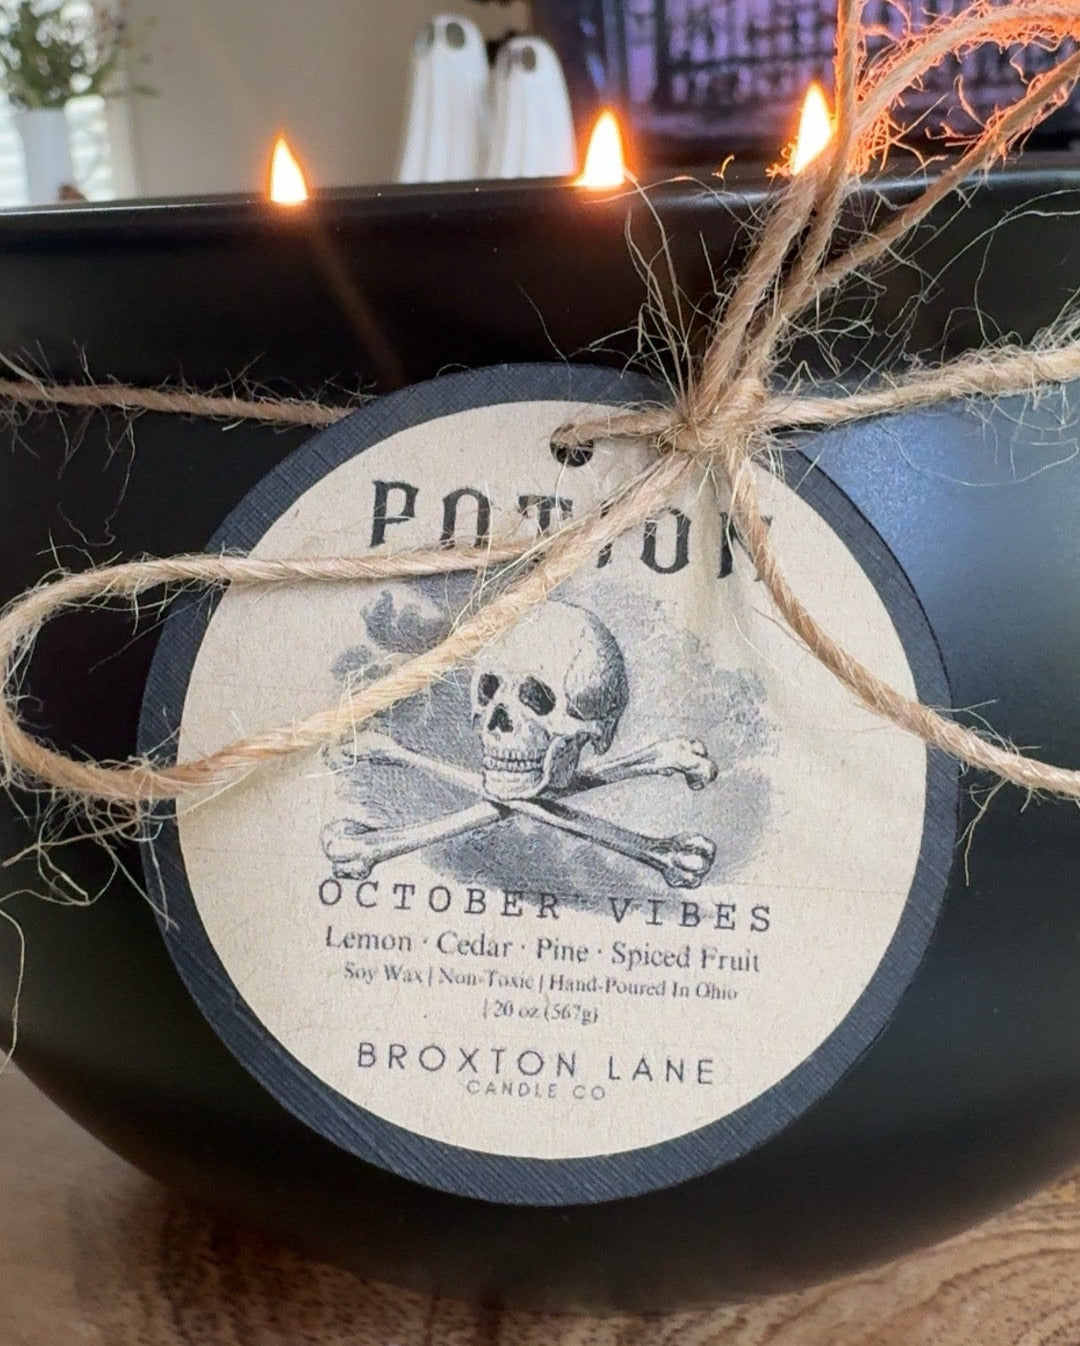 POTION
OCTOBER VIBES
Lemon · Cedar · Pine · Spiced Fruit
Soy Wax | Non-Toxic | Hand-Poured In Ohio
| 20 oz (567g)
BROXTON LANE
CANDLE CO